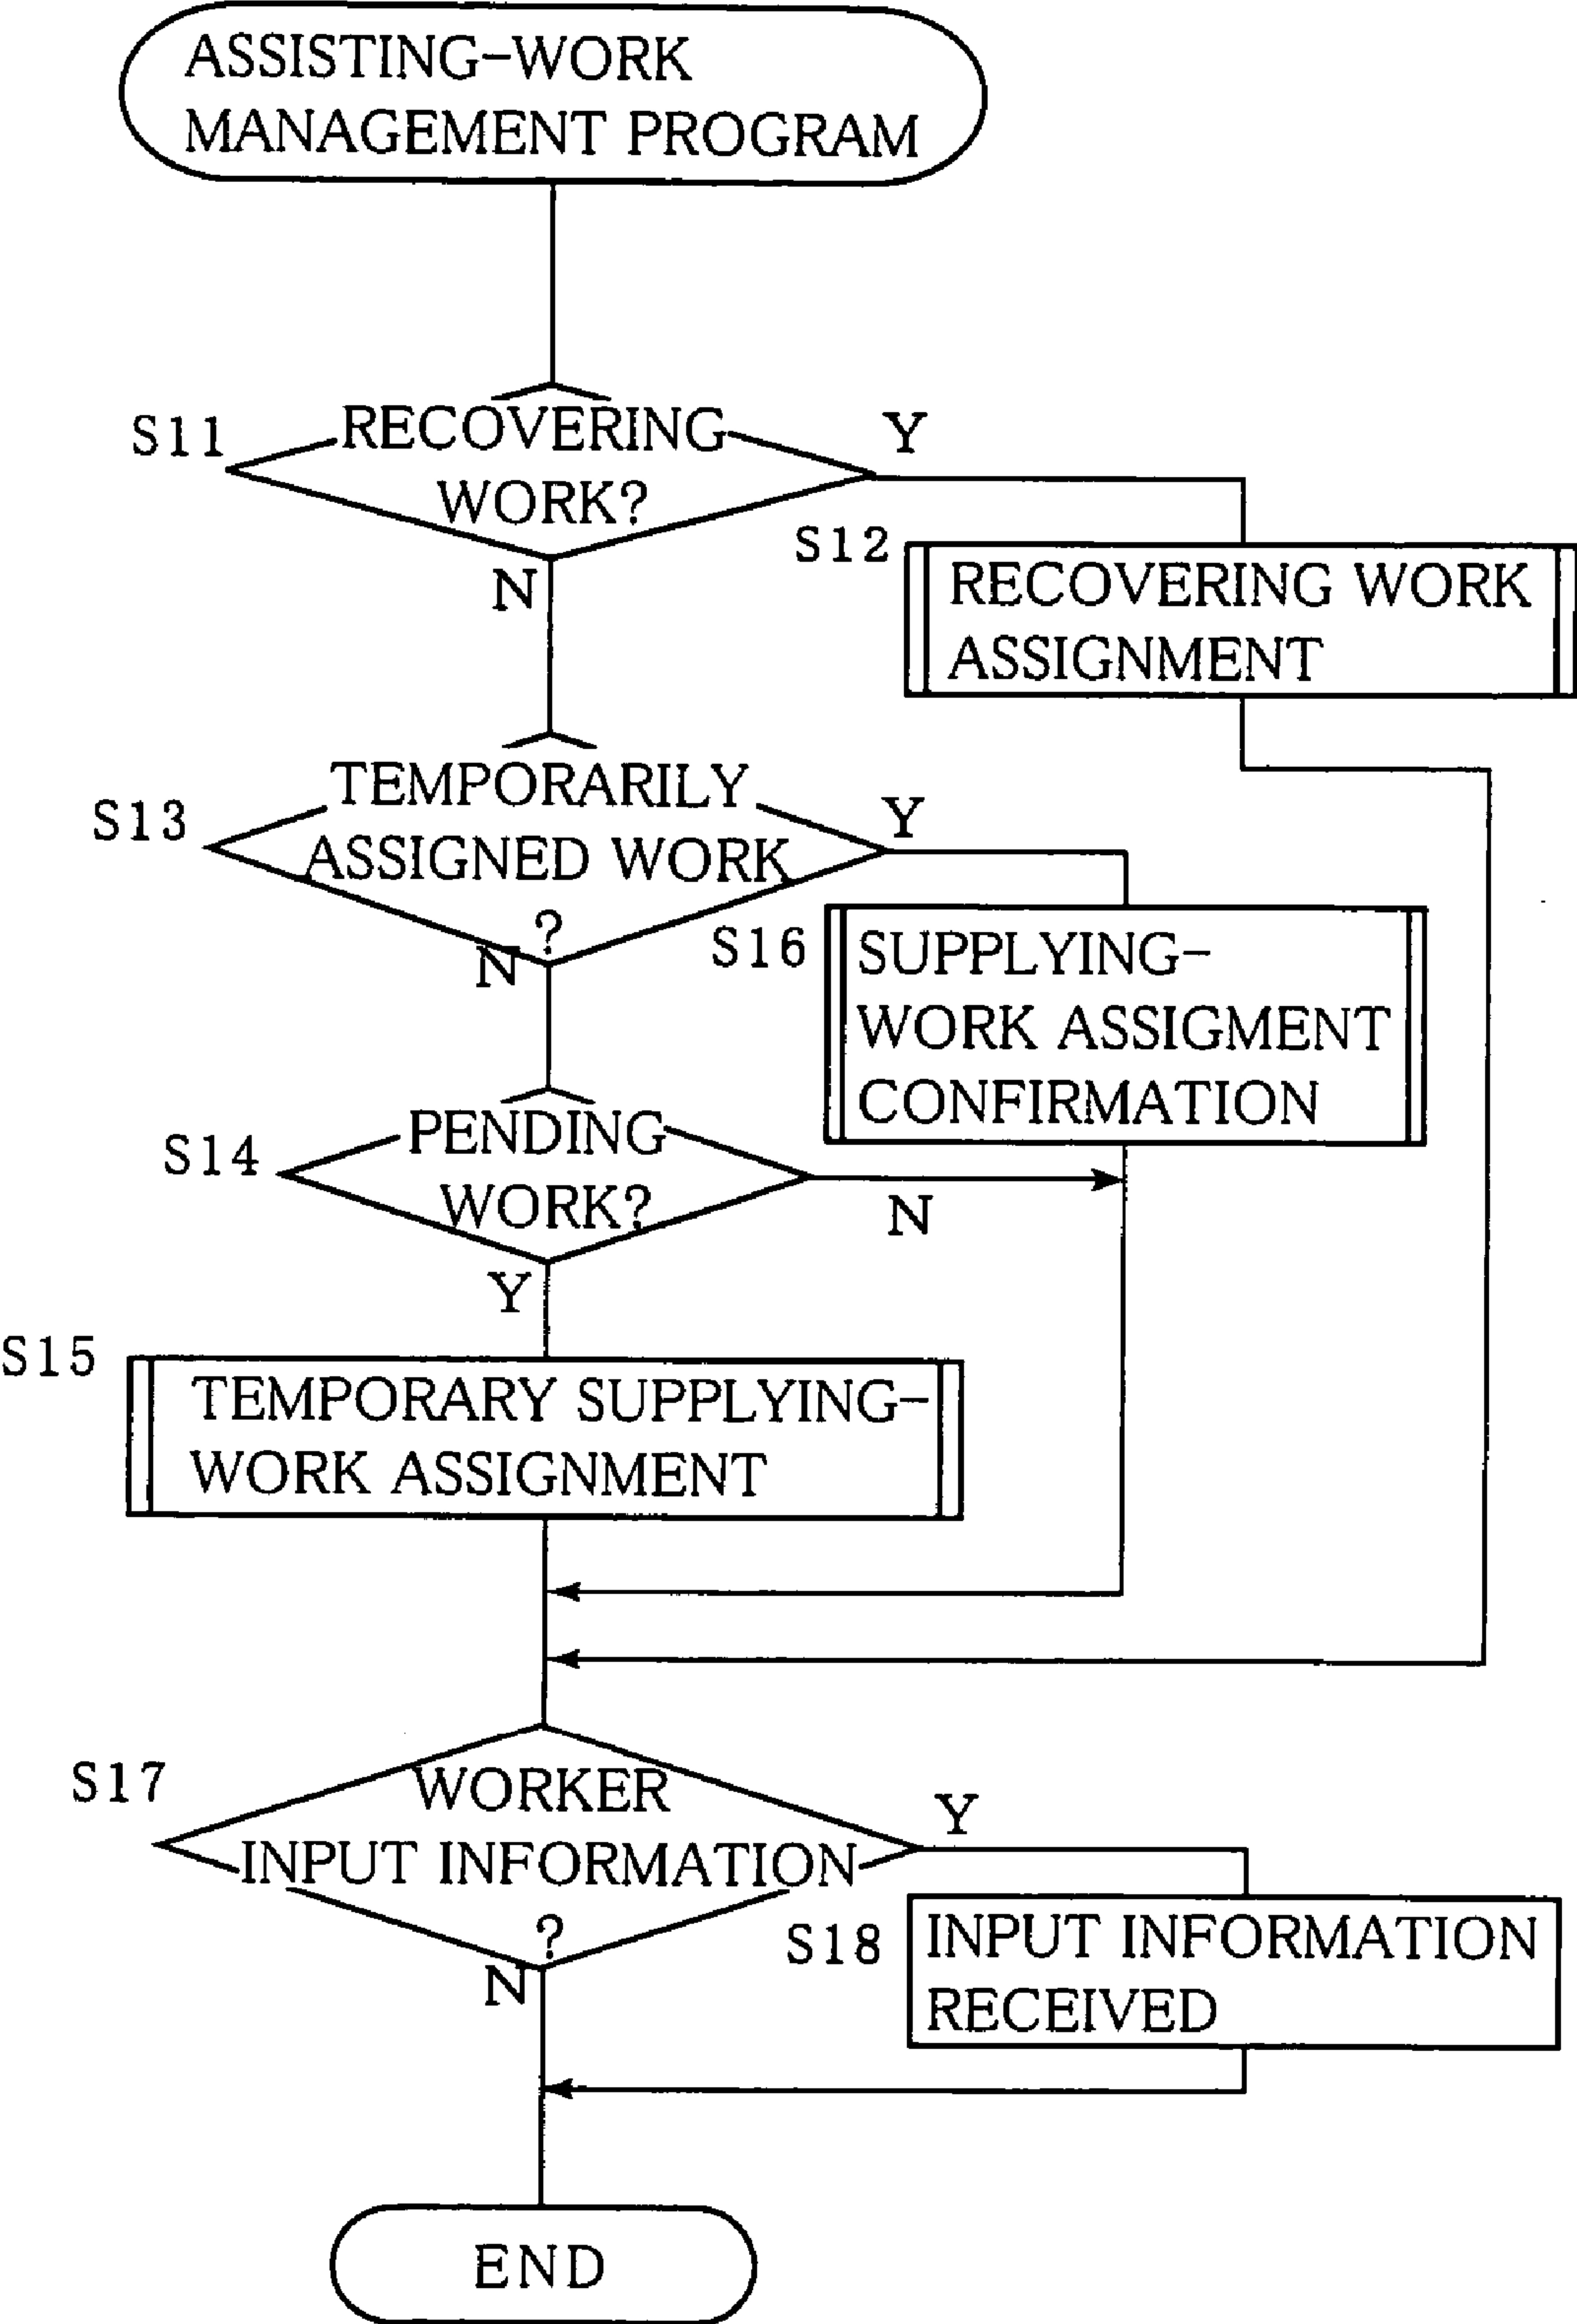 ASSISTING-WORK
MANAGEMENT PROGRAM
S11
RECOVERING
WORK?
Y
N
S12
RECOVERING WORK
ASSIGNMENT
S13
TEMPORARILY
ASSIGNED WORK
?
Y
N
S16
SUPPLYING-
WORK ASSIGMENT
CONFIRMATION
S14
PENDING
WORK?
N
Y
S15
TEMPORARY SUPPLYING-
WORK ASSIGNMENT
S17
WORKER
INPUT INFORMATION
?
Y
N
S18
INPUT INFORMATION
RECEIVED
END